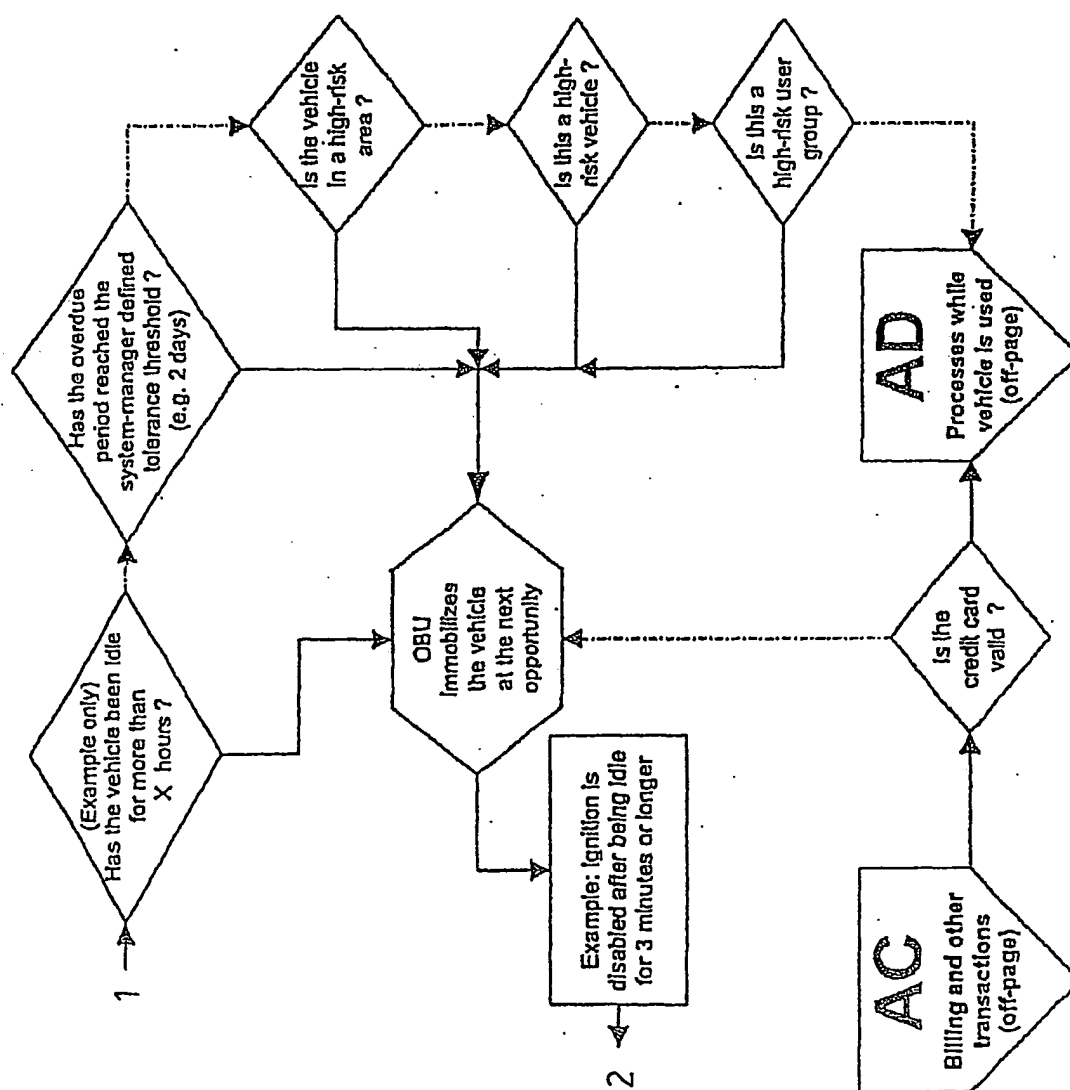 1
(Example only)
Has the vehicle been idle
for more than
X hours ?
Has the overdue
period reached the
system-manager defined
tolerance threshold ?
(e.g. 2 days)
Is the vehicle
in a high-risk
area ?
Is this a high-
risk vehicle ?
Is this a
high-risk user
group ?
OBU
Immobilizes
the vehicle
at the next
opportunity
Example: Ignition is
disabled after being idle
for 3 minutes or longer
2
AC
Billing and other
transactions
(off-page)
Is the
credit card
valid ?
AD
Processes while
vehicle is used
(off-page)